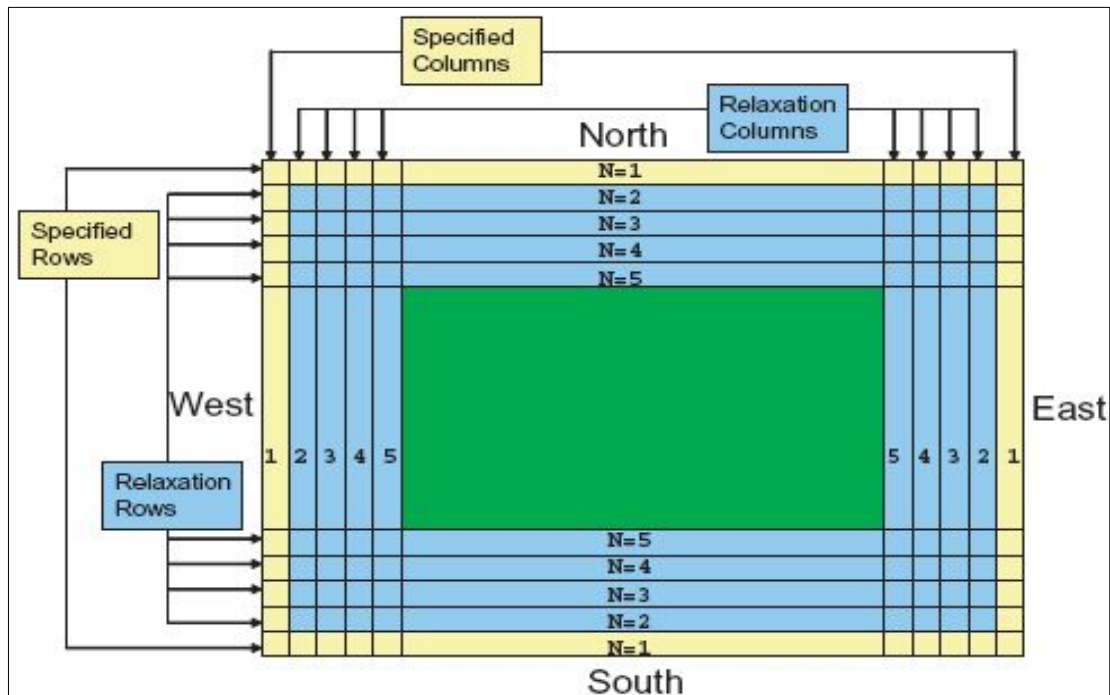 Specified
Columns
Relaxation
Columns
North
N=1
N=2
N=3
N=4
N=5
Specified
Rows
West
East
1 2 3 4 5
5 4 3 2 1
Relaxation
Rows
N=5
N=4
N=3
N=2
N=1
South